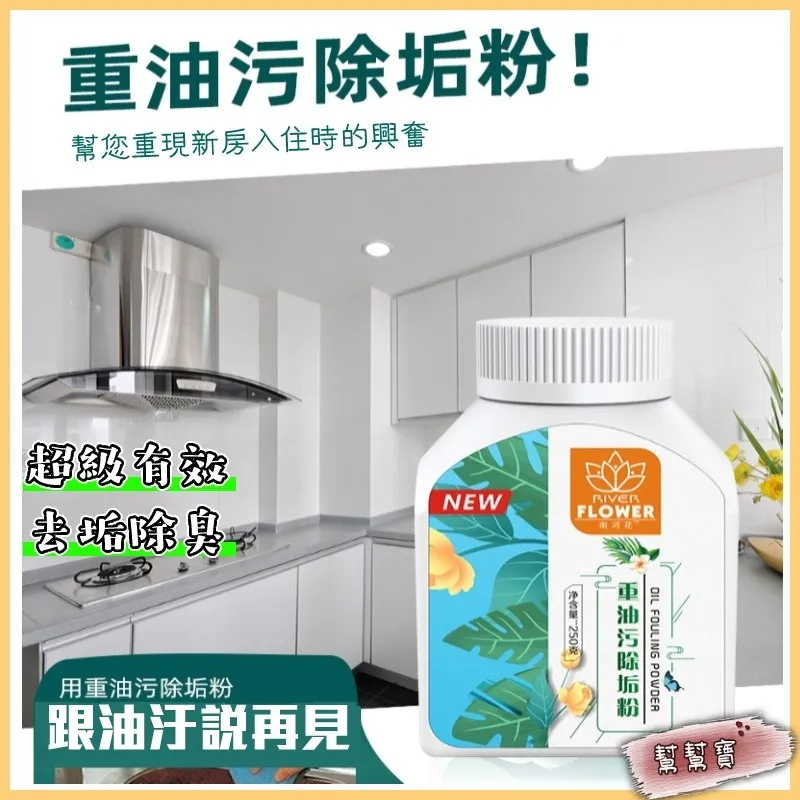 重油污除垢粉!
幫您重現新房入住時的興奮
超級有效
去垢除臭
NEW
RIVER
FLOWER
南河花
重油污除垢粉
OIL FOULING POWDER
净含量:250克
用重油污除垢粉
跟油汙説再見
幫幫寶